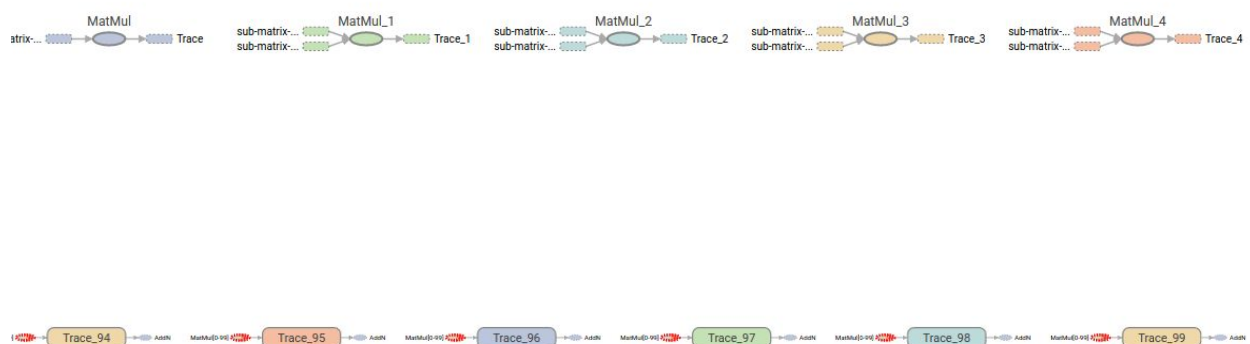 MatMul
MatMul_1
MatMul_2
MatMul_3
MatMul_4
atrix-... Trace
sub-matrix-...
sub-matrix-... Trace_1
sub-matrix-...
sub-matrix-... Trace_2
sub-matrix-...
sub-matrix-... Trace_3
sub-matrix-...
sub-matrix-... Trace_4
Trace_94 AddN
MatMul[0-99] Trace_95 AddN
MatMul[0-99] Trace_96 AddN
MatMul[0-99] Trace_97 AddN
MatMul[0-99] Trace_98 AddN
MatMul[0-99] Trace_99 AddN